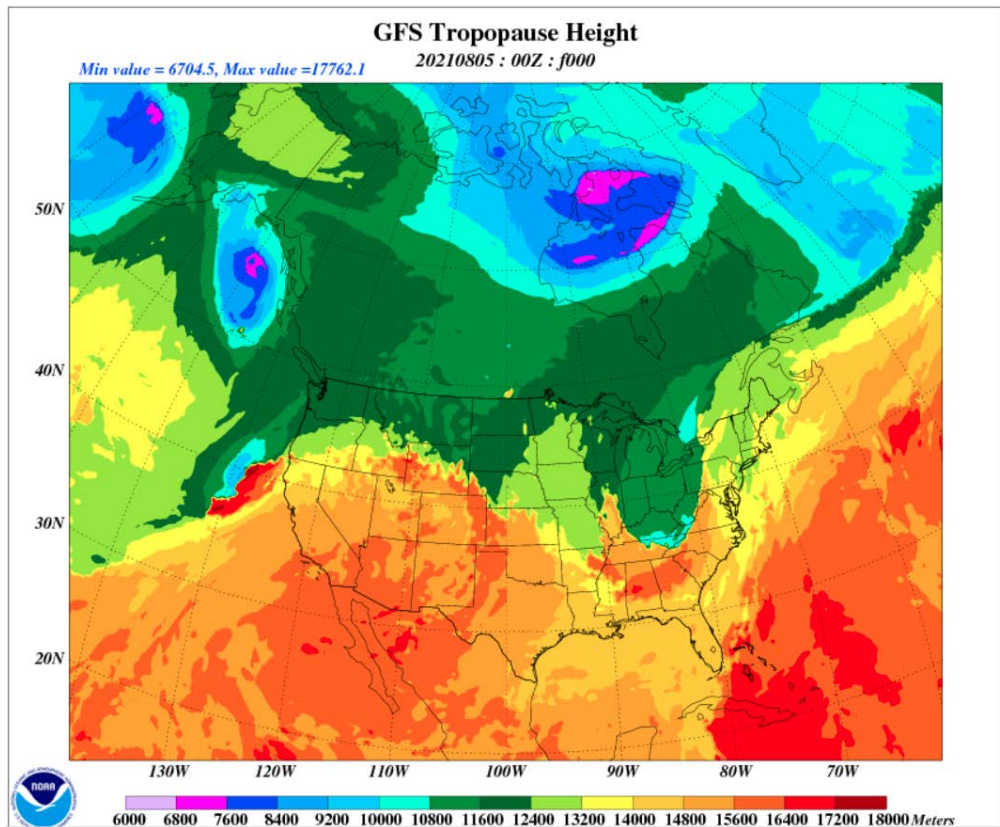 GFS Tropopause Height
20210805 : 00Z : f000
Min value = 6704.5, Max value =17762.1
50N
40N
30N
20N
130W 120W 110W 100W 90W 80W 70W
NOAA
6000 6800 7600 8400 9200 10000 10800 11600 12400 13200 14000 14800 15600 16400 17200 18000 Meters